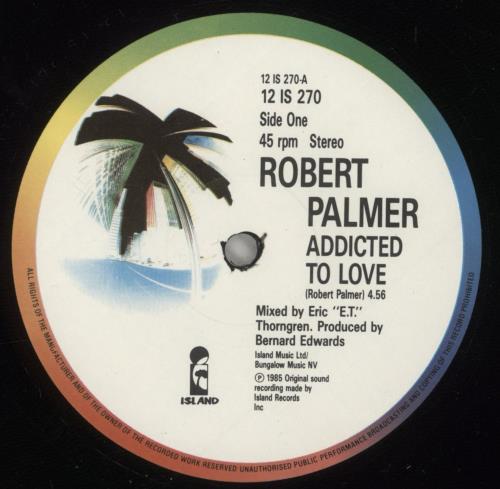 12 IS 270-A
12 IS 270
Side One
45 rpm Stereo
ROBERT
PALMER
ADDICTED
TO LOVE
(Robert Palmer) 4.56
Mixed by Eric "E.T."
Thorngren. Produced by
Bernard Edwards
Island Music Ltd/
Bungalow Music NV
℗ 1985 Original sound
recording made by
Island Records
Inc
ISLAND
ALL RIGHTS OF THE MANUFACTURER AND OF THE OWNER OF THE RECORDED WORK RESERVED UNAUTHORISED PUBLIC PERFORMANCE BROADCASTING AND COPYING OF THIS RECORD PROHIBITED